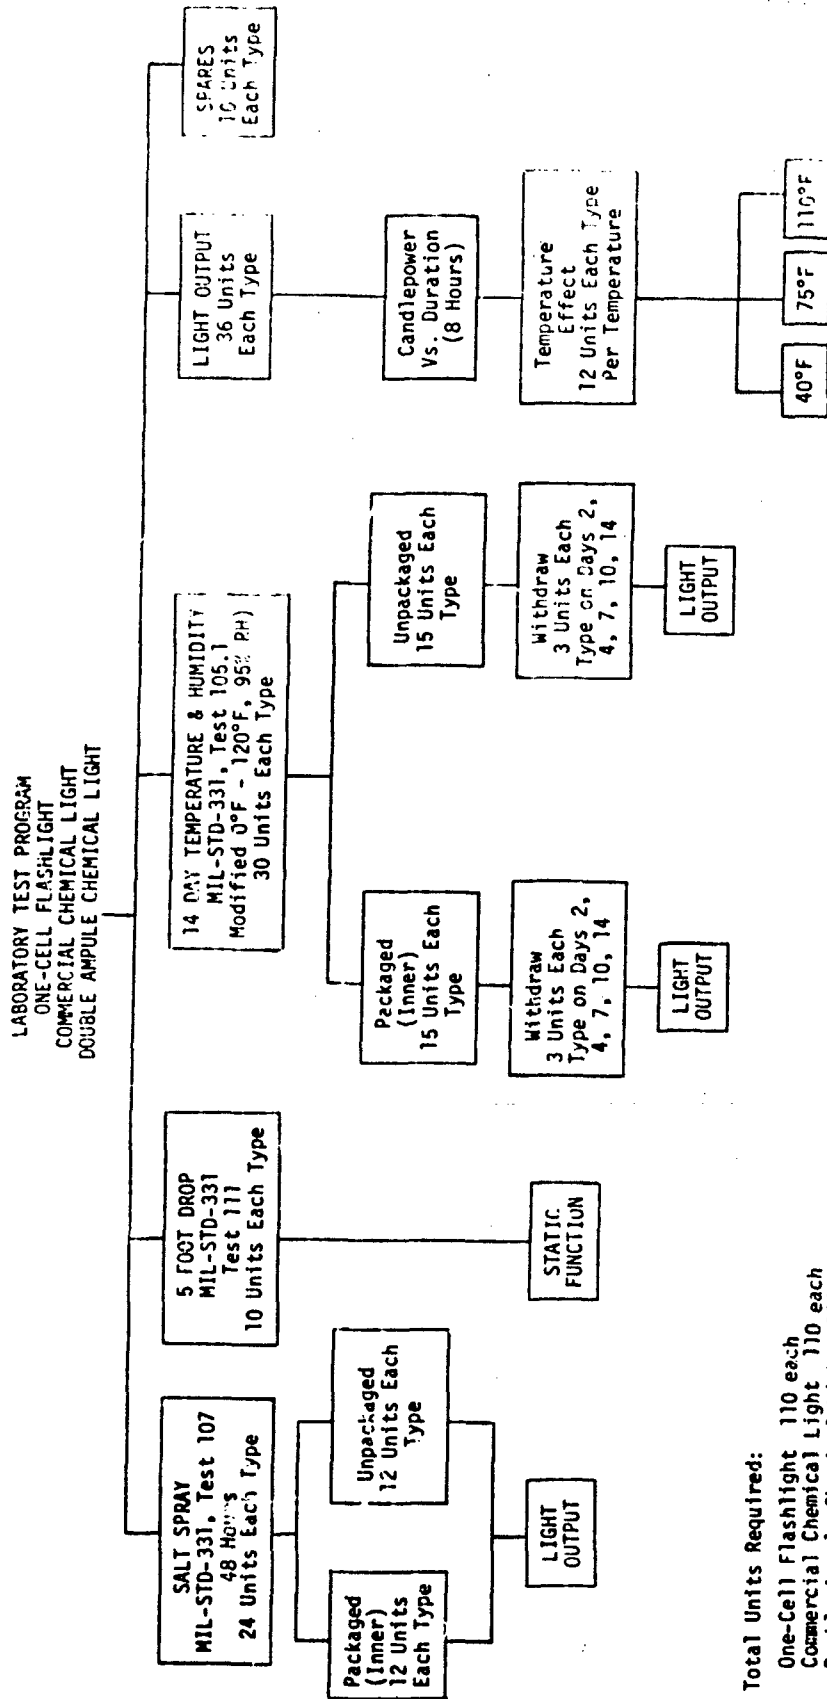 LABORATORY TEST PROGRAM
ONE-CELL FLASHLIGHT
COMMERCIAL CHEMICAL LIGHT
DOUBLE AMPULE CHEMICAL LIGHT
SALT SPRAY
MIL-STD-331, Test 107
48 Hours
24 Units Each Type
Packaged
(Inner)
12 Units
Each Type
Unpackaged
12 Units Each
Type
LIGHT
OUTPUT
5 FOOT DROP
MIL-STD-331
Test 111
10 Units Each Type
STATIC
FUNCTION
14 DAY TEMPERATURE & HUMIDITY
MIL-STD-331, Test 105.1
Modified 0°F - 120°F, 95% RH)
30 Units Each Type
Packaged
(Inner)
15 Units Each
Type
Withdraw
3 Units Each
Type on Days 2,
4, 7, 10, 14
LIGHT
OUTPUT
Unpackaged
15 Units Each
Type
Withdraw
3 Units Each
Type on Days 2,
4, 7, 10, 14
LIGHT
OUTPUT
LIGHT OUTPUT
36 Units
Each Type
Candlepower
Vs. Duration
(8 Hours)
Temperature
Effect
12 Units Each Type
Per Temperature
40°F
75°F
110°F
SPARES
10 Units
Each Type
Total Units Required:
One-Cell Flashlight 110 each
Commercial Chemical Light 110 each